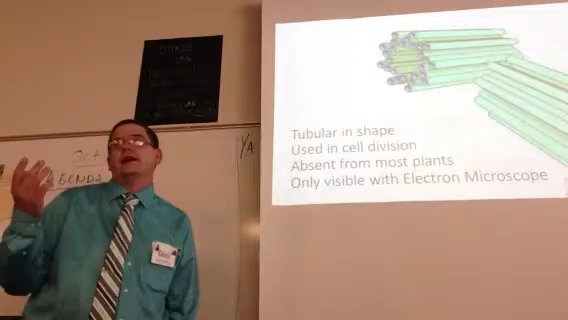 Tubular in shape
Used in cell division
Absent from most plants
Only visible with Electron Microscope
AGENDA